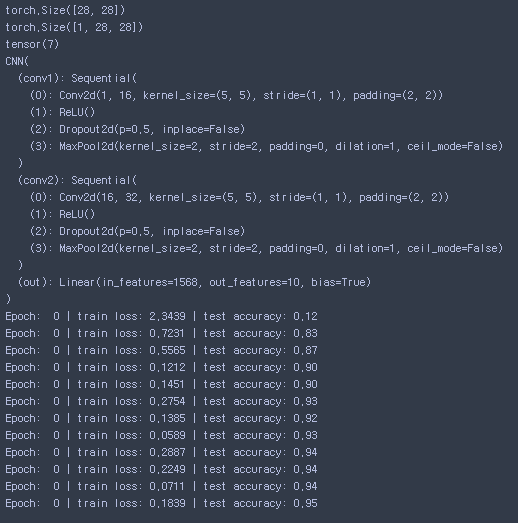 torch.Size([28, 28])
torch.Size([1, 28, 28])
tensor(7)
CNN(
  (conv1): Sequential(
    (0): Conv2d(1, 16, kernel_size=(5, 5), stride=(1, 1), padding=(2, 2))
    (1): ReLU()
    (2): Dropout2d(p=0.5, inplace=False)
    (3): MaxPool2d(kernel_size=2, stride=2, padding=0, dilation=1, ceil_mode=False)
  )
  (conv2): Sequential(
    (0): Conv2d(16, 32, kernel_size=(5, 5), stride=(1, 1), padding=(2, 2))
    (1): ReLU()
    (2): Dropout2d(p=0.5, inplace=False)
    (3): MaxPool2d(kernel_size=2, stride=2, padding=0, dilation=1, ceil_mode=False)
  )
  (out): Linear(in_features=1568, out_features=10, bias=True)
)
Epoch:  0 | train loss: 2.3439 | test accuracy: 0.12
Epoch:  0 | train loss: 0.7231 | test accuracy: 0.83
Epoch:  0 | train loss: 0.5565 | test accuracy: 0.87
Epoch:  0 | train loss: 0.1212 | test accuracy: 0.90
Epoch:  0 | train loss: 0.1451 | test accuracy: 0.90
Epoch:  0 | train loss: 0.2754 | test accuracy: 0.93
Epoch:  0 | train loss: 0.1385 | test accuracy: 0.92
Epoch:  0 | train loss: 0.0589 | test accuracy: 0.93
Epoch:  0 | train loss: 0.2887 | test accuracy: 0.94
Epoch:  0 | train loss: 0.2249 | test accuracy: 0.94
Epoch:  0 | train loss: 0.0711 | test accuracy: 0.94
Epoch:  0 | train loss: 0.1839 | test accuracy: 0.95